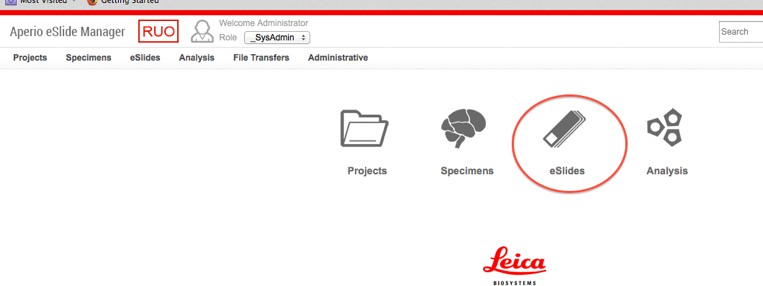 Most Visited
Getting Started
Aperio eSlide Manager
RUO
Welcome Administrator
Role _SysAdmin
Search
Projects Specimens eSlides Analysis File Transfers Administrative
Projects Specimens eSlides Analysis
Leica
BIOSYSTEMS